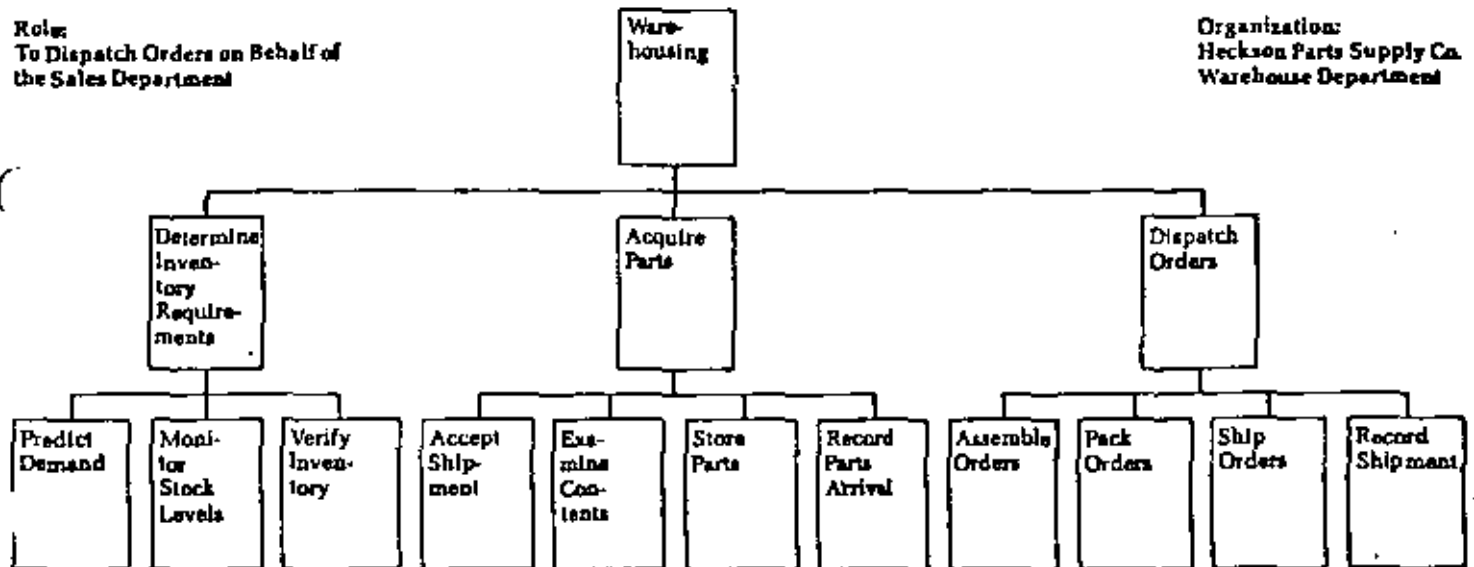 Role:
To Dispatch Orders on Behalf of
the Sales Department
Organization:
Heckson Parts Supply Co.
Warehouse Department
Ware-
housing
Determine
Inven-
tory
Require-
ments
Acquire
Parts
Dispatch
Orders
Predict
Demand
Moni-
tor
Stock
Levels
Verify
Inven-
tory
Accept
Ship-
ment
Exa-
mine
Con-
tents
Store
Parts
Record
Parts
Arrival
Assemble
Orders
Pack
Orders
Ship
Orders
Record
Shipment